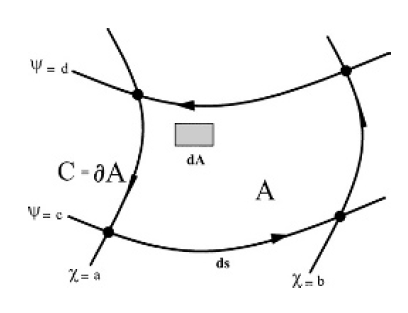 ψ = d
dA
C = ∂A
A
ψ = c
ds
χ = a
χ = b